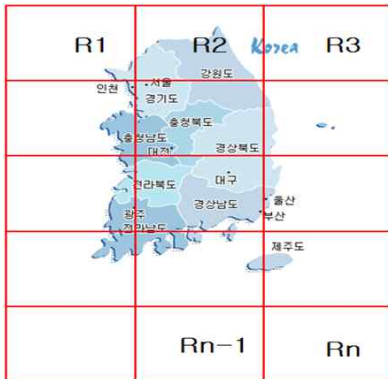 R1 R2 Korea R3
강원도
서울
인천
경기도
충청북도
충청남도
대전
경상북도
대구
전라북도
울산
경상남도
광주
부산
전라남도
제주도
Rn-1 Rn